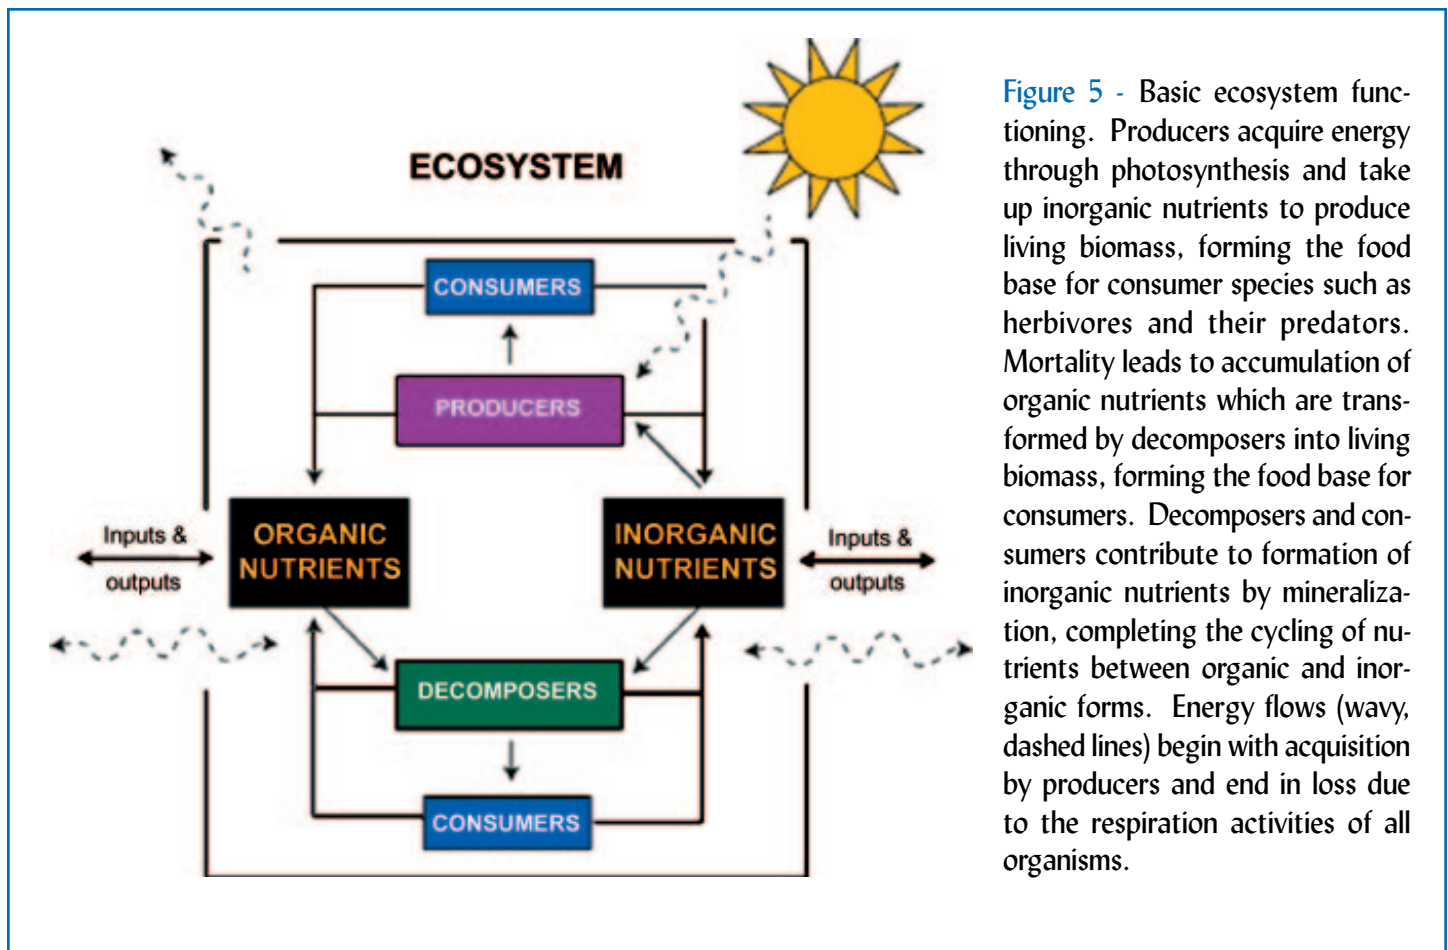 ECOSYSTEM
CONSUMERS
PRODUCERS
ORGANIC
NUTRIENTS
INORGANIC
NUTRIENTS
Inputs &
outputs
Inputs &
outputs
DECOMPOSERS
CONSUMERS
Figure 5 - Basic ecosystem func-
tioning. Producers acquire energy
through photosynthesis and take
up inorganic nutrients to produce
living biomass, forming the food
base for consumer species such as
herbivores and their predators.
Mortality leads to accumulation of
organic nutrients which are trans-
formed by decomposers into living
biomass, forming the food base for
consumers. Decomposers and con-
sumers contribute to formation of
inorganic nutrients by mineraliza-
tion, completing the cycling of nu-
trients between organic and inor-
ganic forms. Energy flows (wavy,
dashed lines) begin with acquisition
by producers and end in loss due
to the respiration activities of all
organisms.